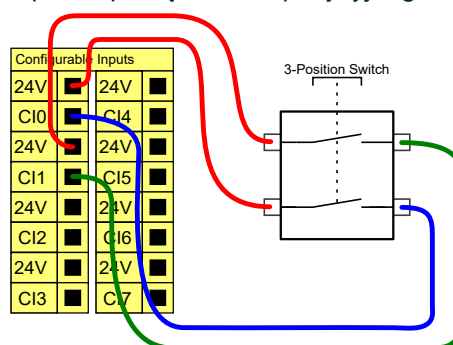 Configurable Inputs
24V 24V
CI0 CI4
24V 24V
CI1 CI5
24V 24V
CI2 CI6
24V 24V
CI3 CI7
3-Position Switch